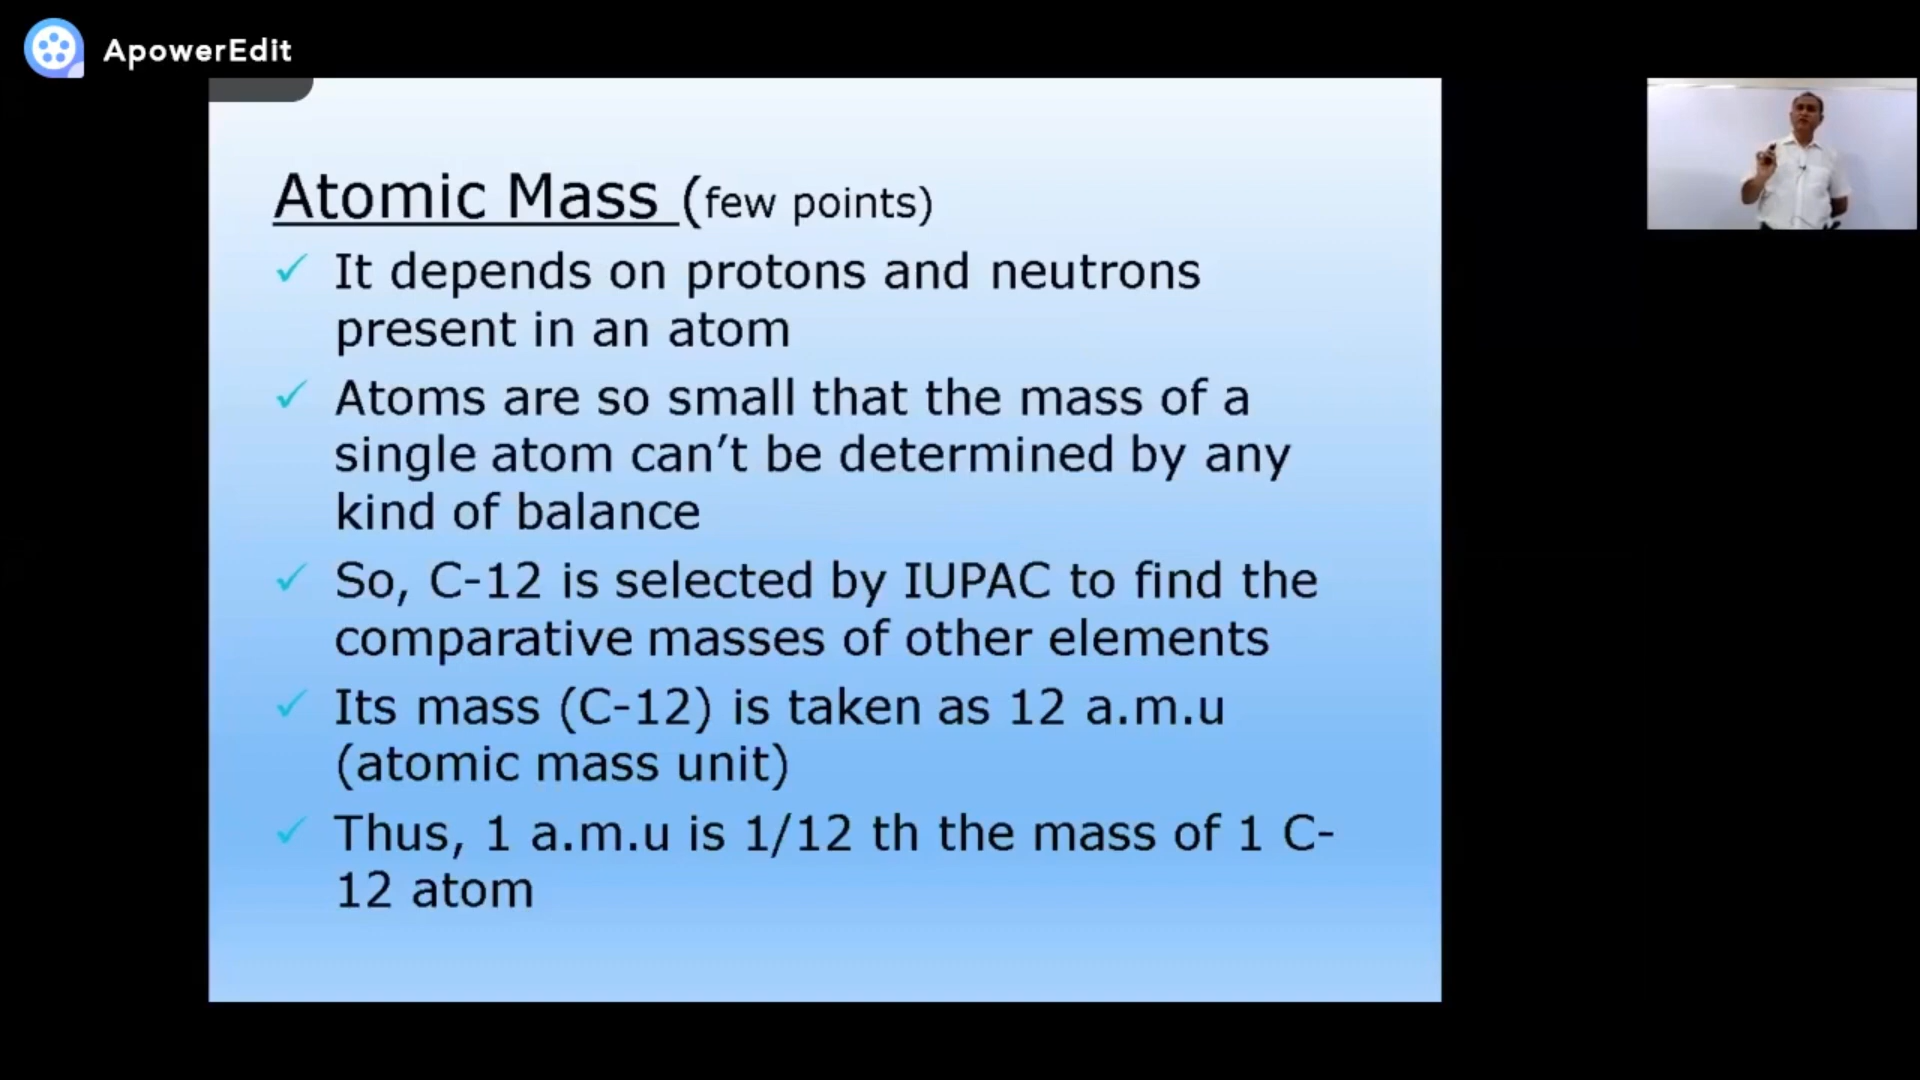 ApowerEdit
Atomic Mass (few points)
✓ It depends on protons and neutrons
present in an atom
✓ Atoms are so small that the mass of a
single atom can’t be determined by any
kind of balance
✓ So, C-12 is selected by IUPAC to find the
comparative masses of other elements
✓ Its mass (C-12) is taken as 12 a.m.u
(atomic mass unit)
✓ Thus, 1 a.m.u is 1/12 th the mass of 1 C-
12 atom